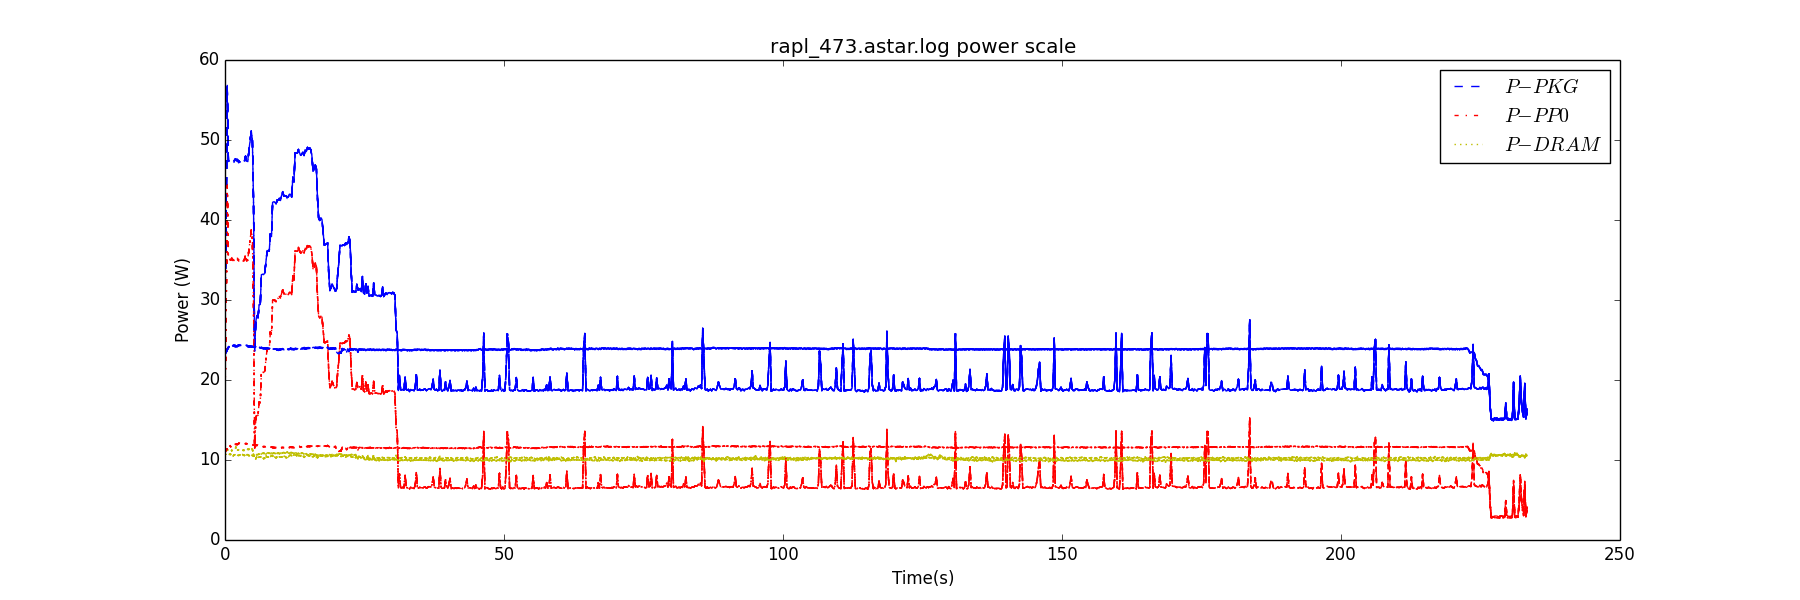 rapl_473.astar.log power scale
60
50
40
30
20
10
0
Power (W)
P−PKG
P−PP0
P−DRAM
0 50 100 150 200 250
Time(s)